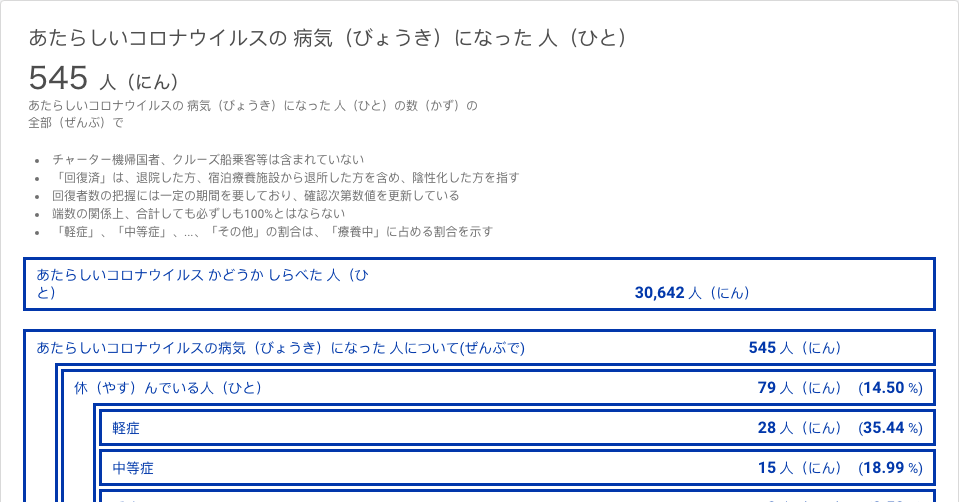 あたらしいコロナウイルスの 病気（びょうき）になった 人（ひと）
545 人（にん）
あたらしいコロナウイルスの 病気（びょうき）になった 人（ひと）の数（かず）の
全部（ぜんぶ）で
• チャーター機帰国者、クルーズ船乗客等は含まれていない
• 「回復済」は、退院した方、宿泊療養施設から退所した方を含め、陰性化した方を指す
• 回復者数の把握には一定の期間を要しており、確認次第数値を更新している
• 端数の関係上、合計しても必ずしも100%とはならない
• 「軽症」、「中等症」、...、「その他」の割合は、「療養中」に占める割合を示す
あたらしいコロナウイルス かどうか しらべた 人（ひ
と） 30,642 人（にん）
あたらしいコロナウイルスの病気（びょうき）になった 人について(ぜんぶで) 545 人（にん）
休（やす）んでいる人（ひと） 79 人（にん） (14.50 %)
軽症 28 人（にん） (35.44 %)
中等症 15 人（にん） (18.99 %)